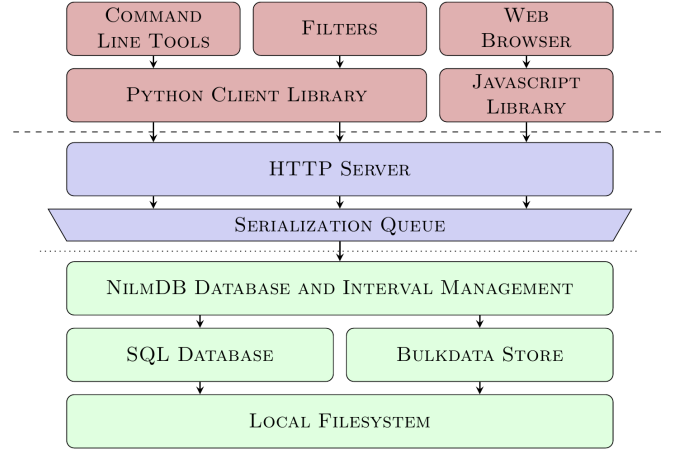 Command
Line Tools
Filters
Web
Browser
Python Client Library
Javascript
Library
HTTP Server
Serialization Queue
NilmDB Database and Interval Management
SQL Database
Bulkdata Store
Local Filesystem